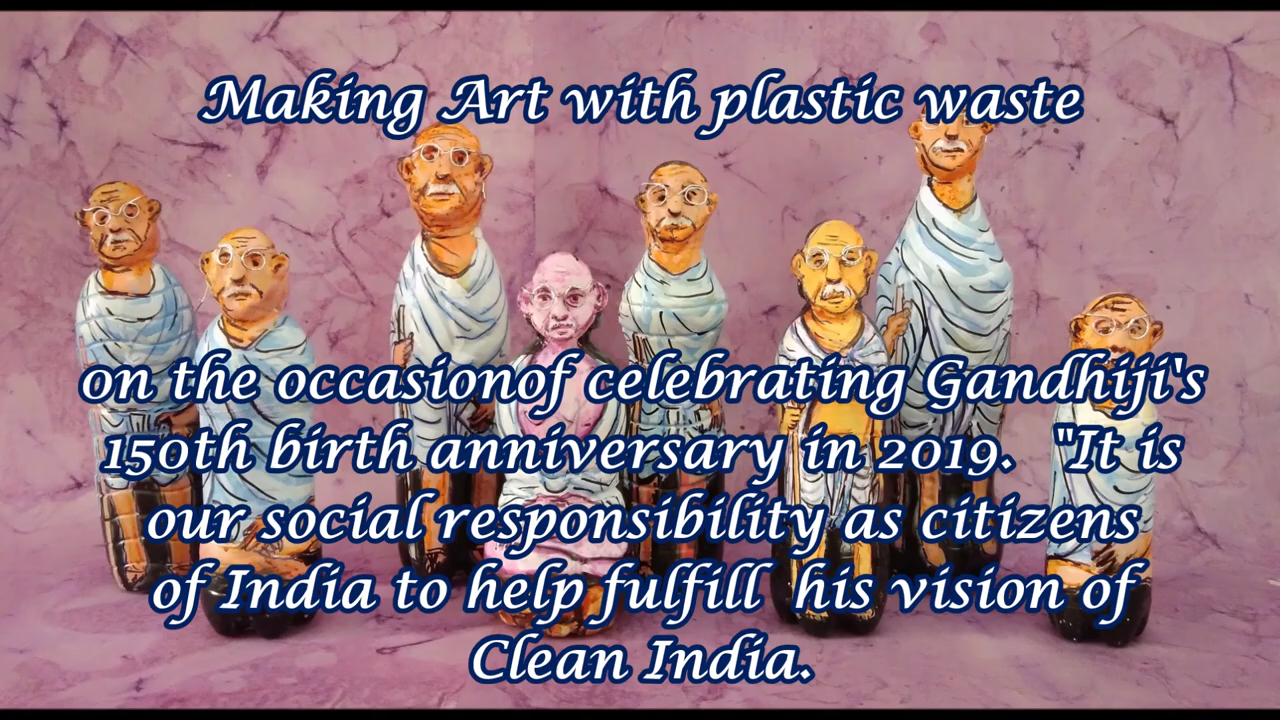 Making Art with plastic waste
on the occasionof celebrating Gandhiji's
150th birth anniversary in 2019.   "It is
our social responsibility as citizens
of India to help fulfill  his vision of
Clean India.